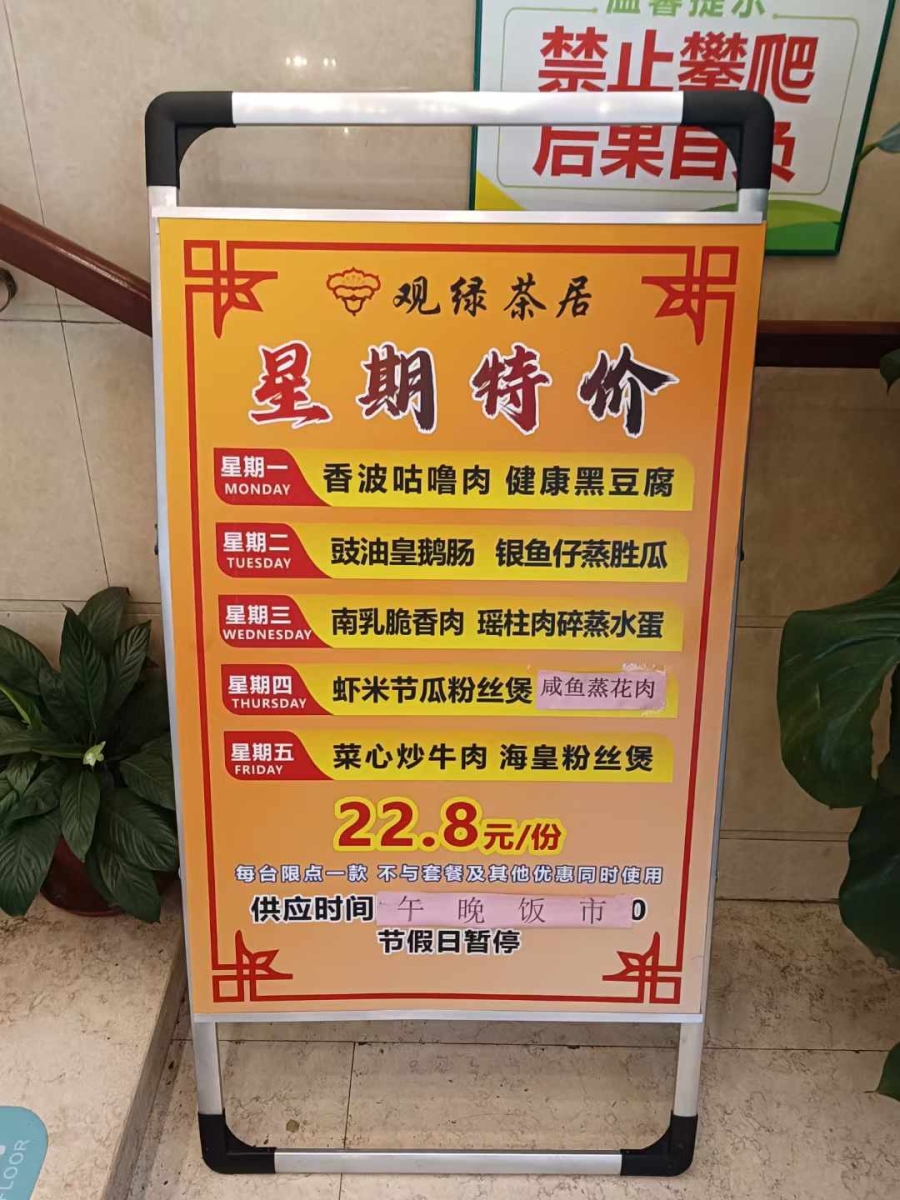 温馨提示
禁止攀爬
后果自负
观绿茶居
星期特价
星期一 香波咕噜肉 健康黑豆腐
MONDAY
星期二 豉油皇鹅肠 银鱼仔蒸胜瓜
TUESDAY
星期三 南乳脆香肉 瑶柱肉碎蒸水蛋
WEDNESDAY
星期四 虾米节瓜粉丝煲 咸鱼蒸花肉
THURSDAY
星期五 菜心炒牛肉 海皇粉丝煲
FRIDAY
22.8元/份
每台限点一款 不与套餐及其他优惠同时使用
供应时间 午晚饭市 0
节假日暂停
FLOOR